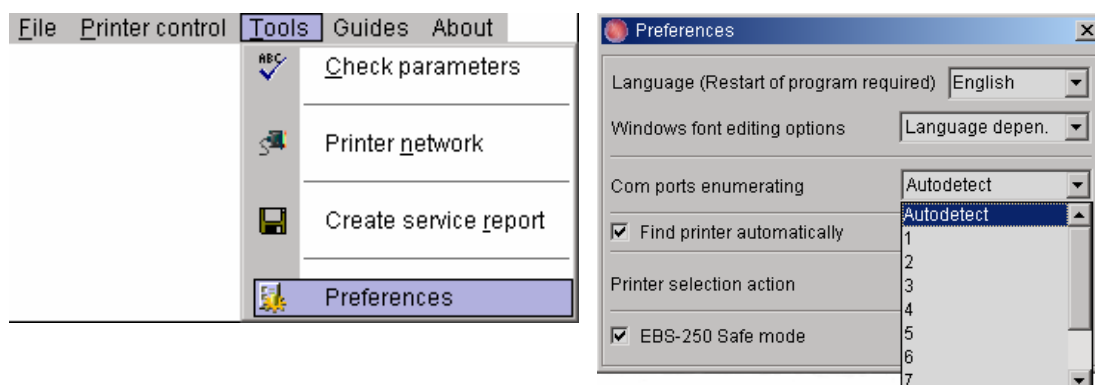 File Printer control Tools Guides About
ABC
Check parameters
Printer network
Create service report
Preferences
Preferences
Language (Restart of program required) English
Windows font editing options Language depen.
Com ports enumerating Autodetect
Autodetect
Find printer automatically
1
2
Printer selection action
3
4
EBS-250 Safe mode
5
6
7